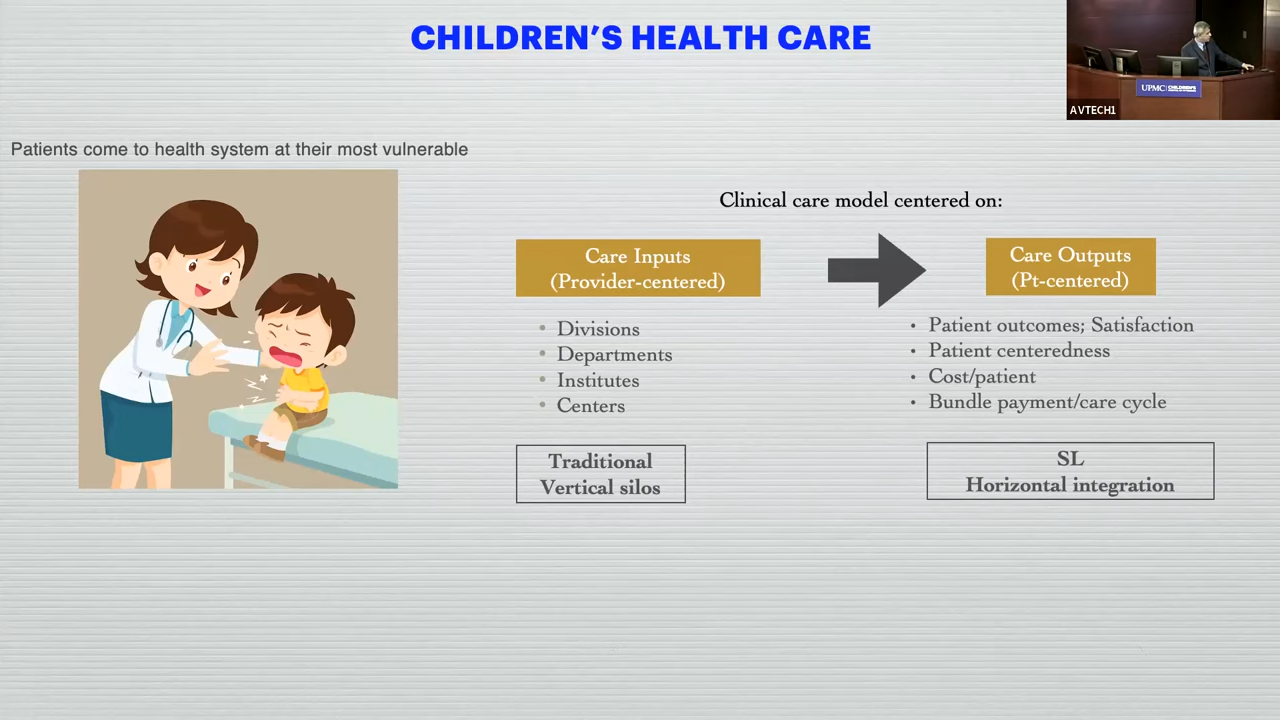 CHILDREN'S HEALTH CARE
UPMC CHILDREN'S
AVTECH1
Patients come to health system at their most vulnerable
Clinical care model centered on:
Care Inputs
(Provider-centered)
• Divisions
• Departments
• Institutes
• Centers
Traditional
Vertical silos
Care Outputs
(Pt-centered)
• Patient outcomes; Satisfaction
• Patient centeredness
• Cost/patient
• Bundle payment/care cycle
SL
Horizontal integration